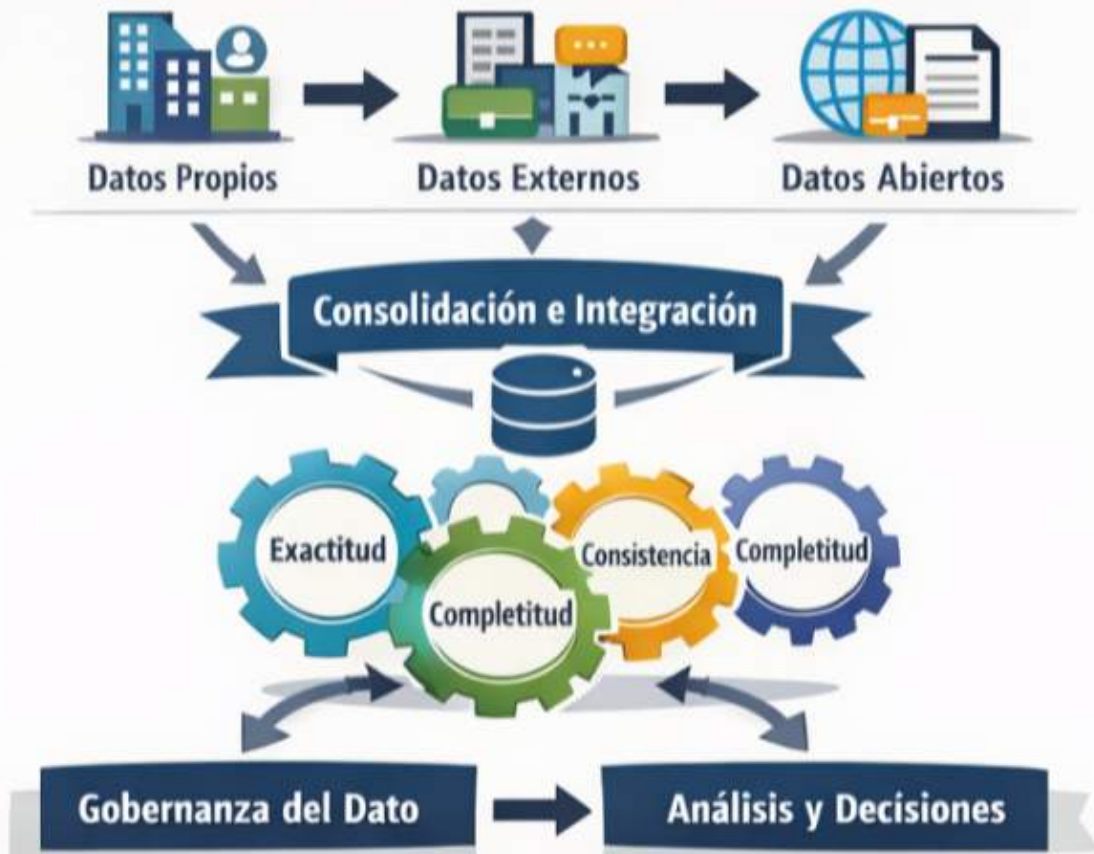 Datos Propios
Datos Externos
Datos Abiertos
Consolidación e Integración
Exactitud
Completitud
Consistencia
Completitud
Gobernanza del Dato
Análisis y Decisiones